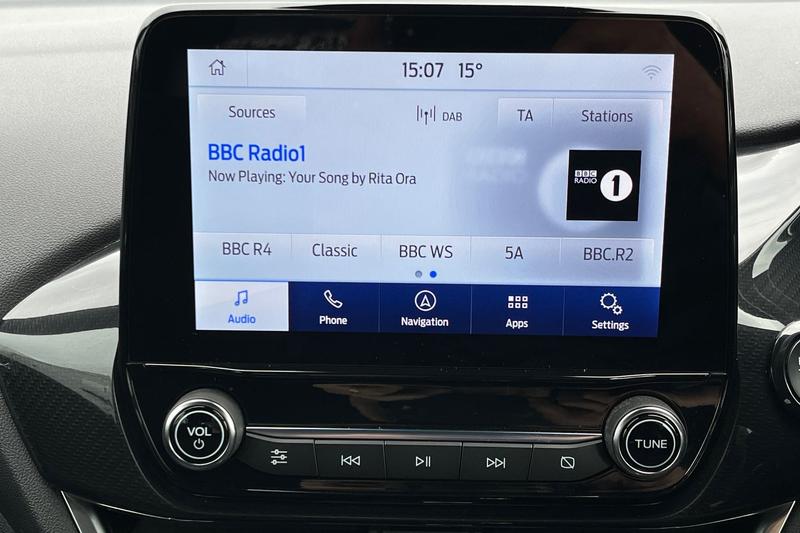 15:07 15°
Sources DAB TA Stations
BBC Radio1
Now Playing: Your Song by Rita Ora
BBC RADIO 1
BBC R4 Classic BBC WS 5A BBC.R2
Audio Phone Navigation Apps Settings
VOL TUNE